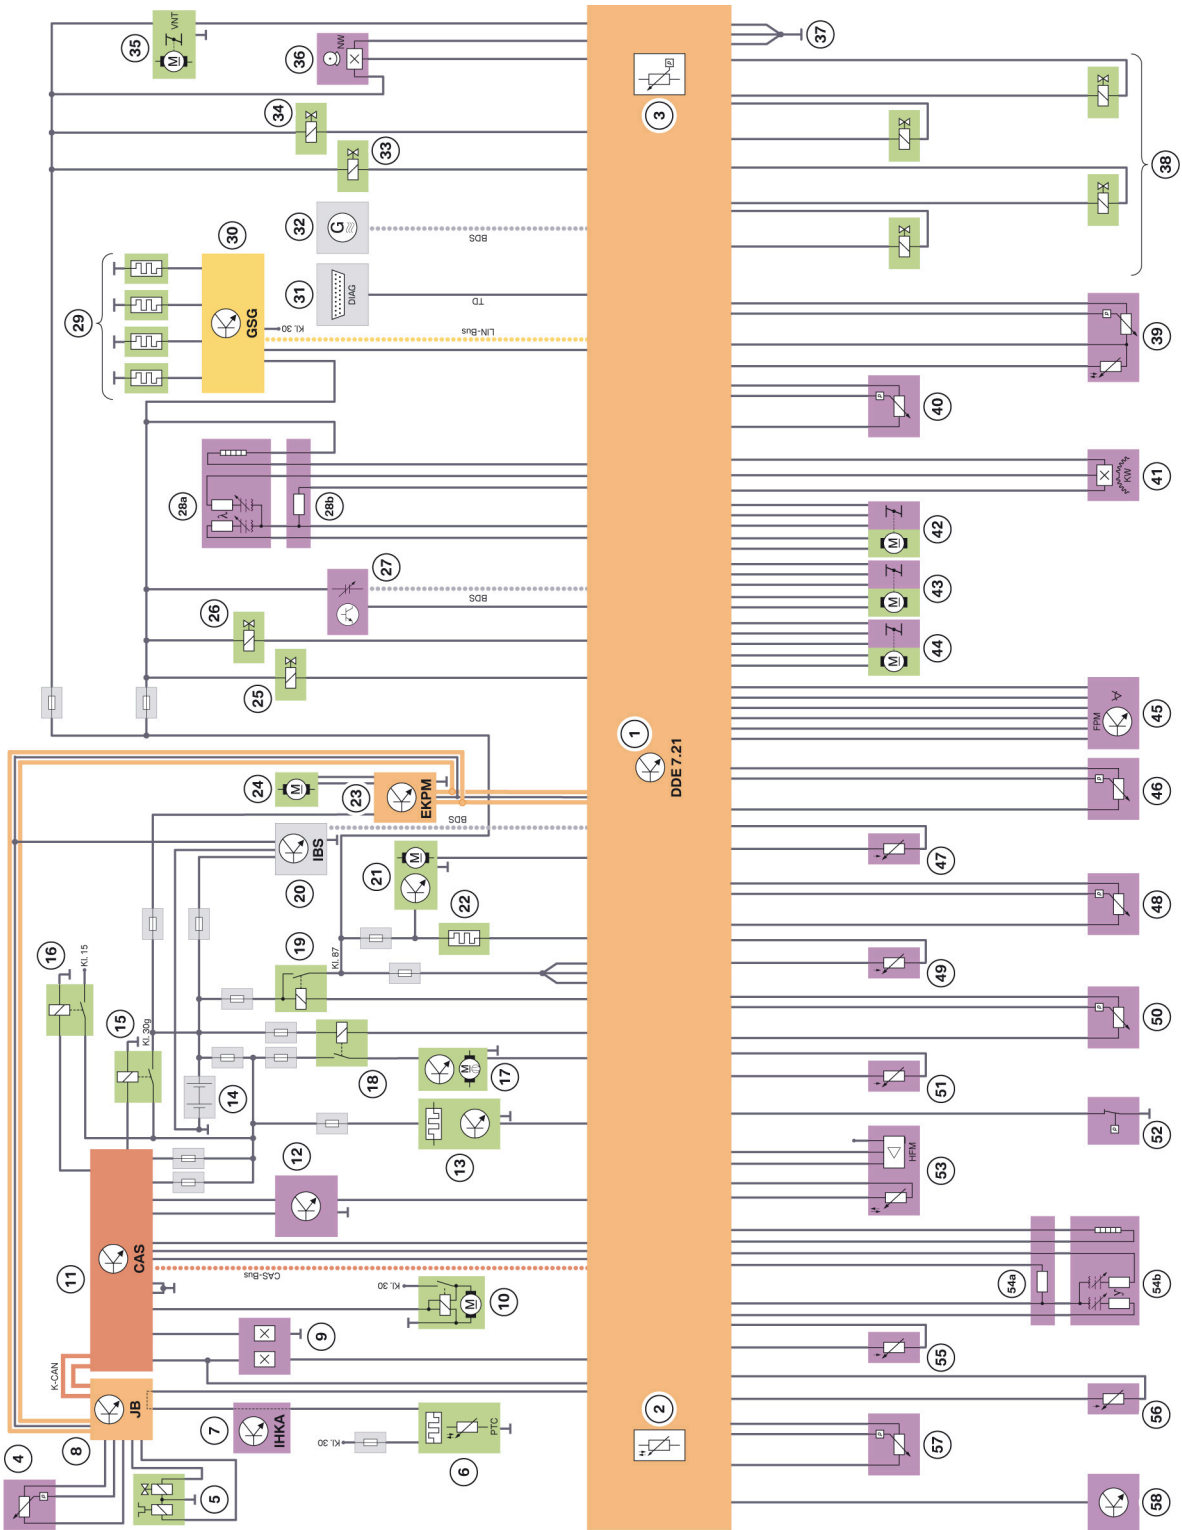 35
VNT
M
36
NW
37
34
3
p
33
38
32
G
BDS
30
29
31
DIAG
TD
GSG
Kl. 30
LIN-Bus
39
p
40
p
28a
λ
28b
41
KW
42
M
27
BDS
26
43
M
25
44
M
1
DDE 7.21
45
FPM
24
M
23
EKPM
BDS
46
p
20
IBS
21
M
47
22
48
p
16
Kl. 15
19
Kl. 87
49
15
Kl. 30g
50
p
14
18
17
M
51
52
p
12
13
53
HFM
11
CAS
CAS-Bus
54a
54b
10
Kl. 30
M
9
K-CAN
55
8
JB
7
IHKA
6
PTC
Kl. 30
2
56
57
p
4
p
5
58